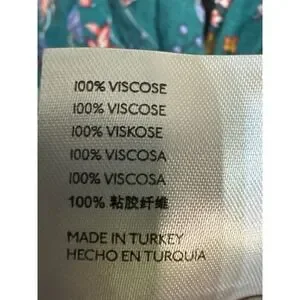 100% VISCOSE
100% VISCOSE
100% VISKOSE
100% VISCOSA
100% VISCOSA
100% 粘胶纤维
MADE IN TURKEY
HECHO EN TURQUIA